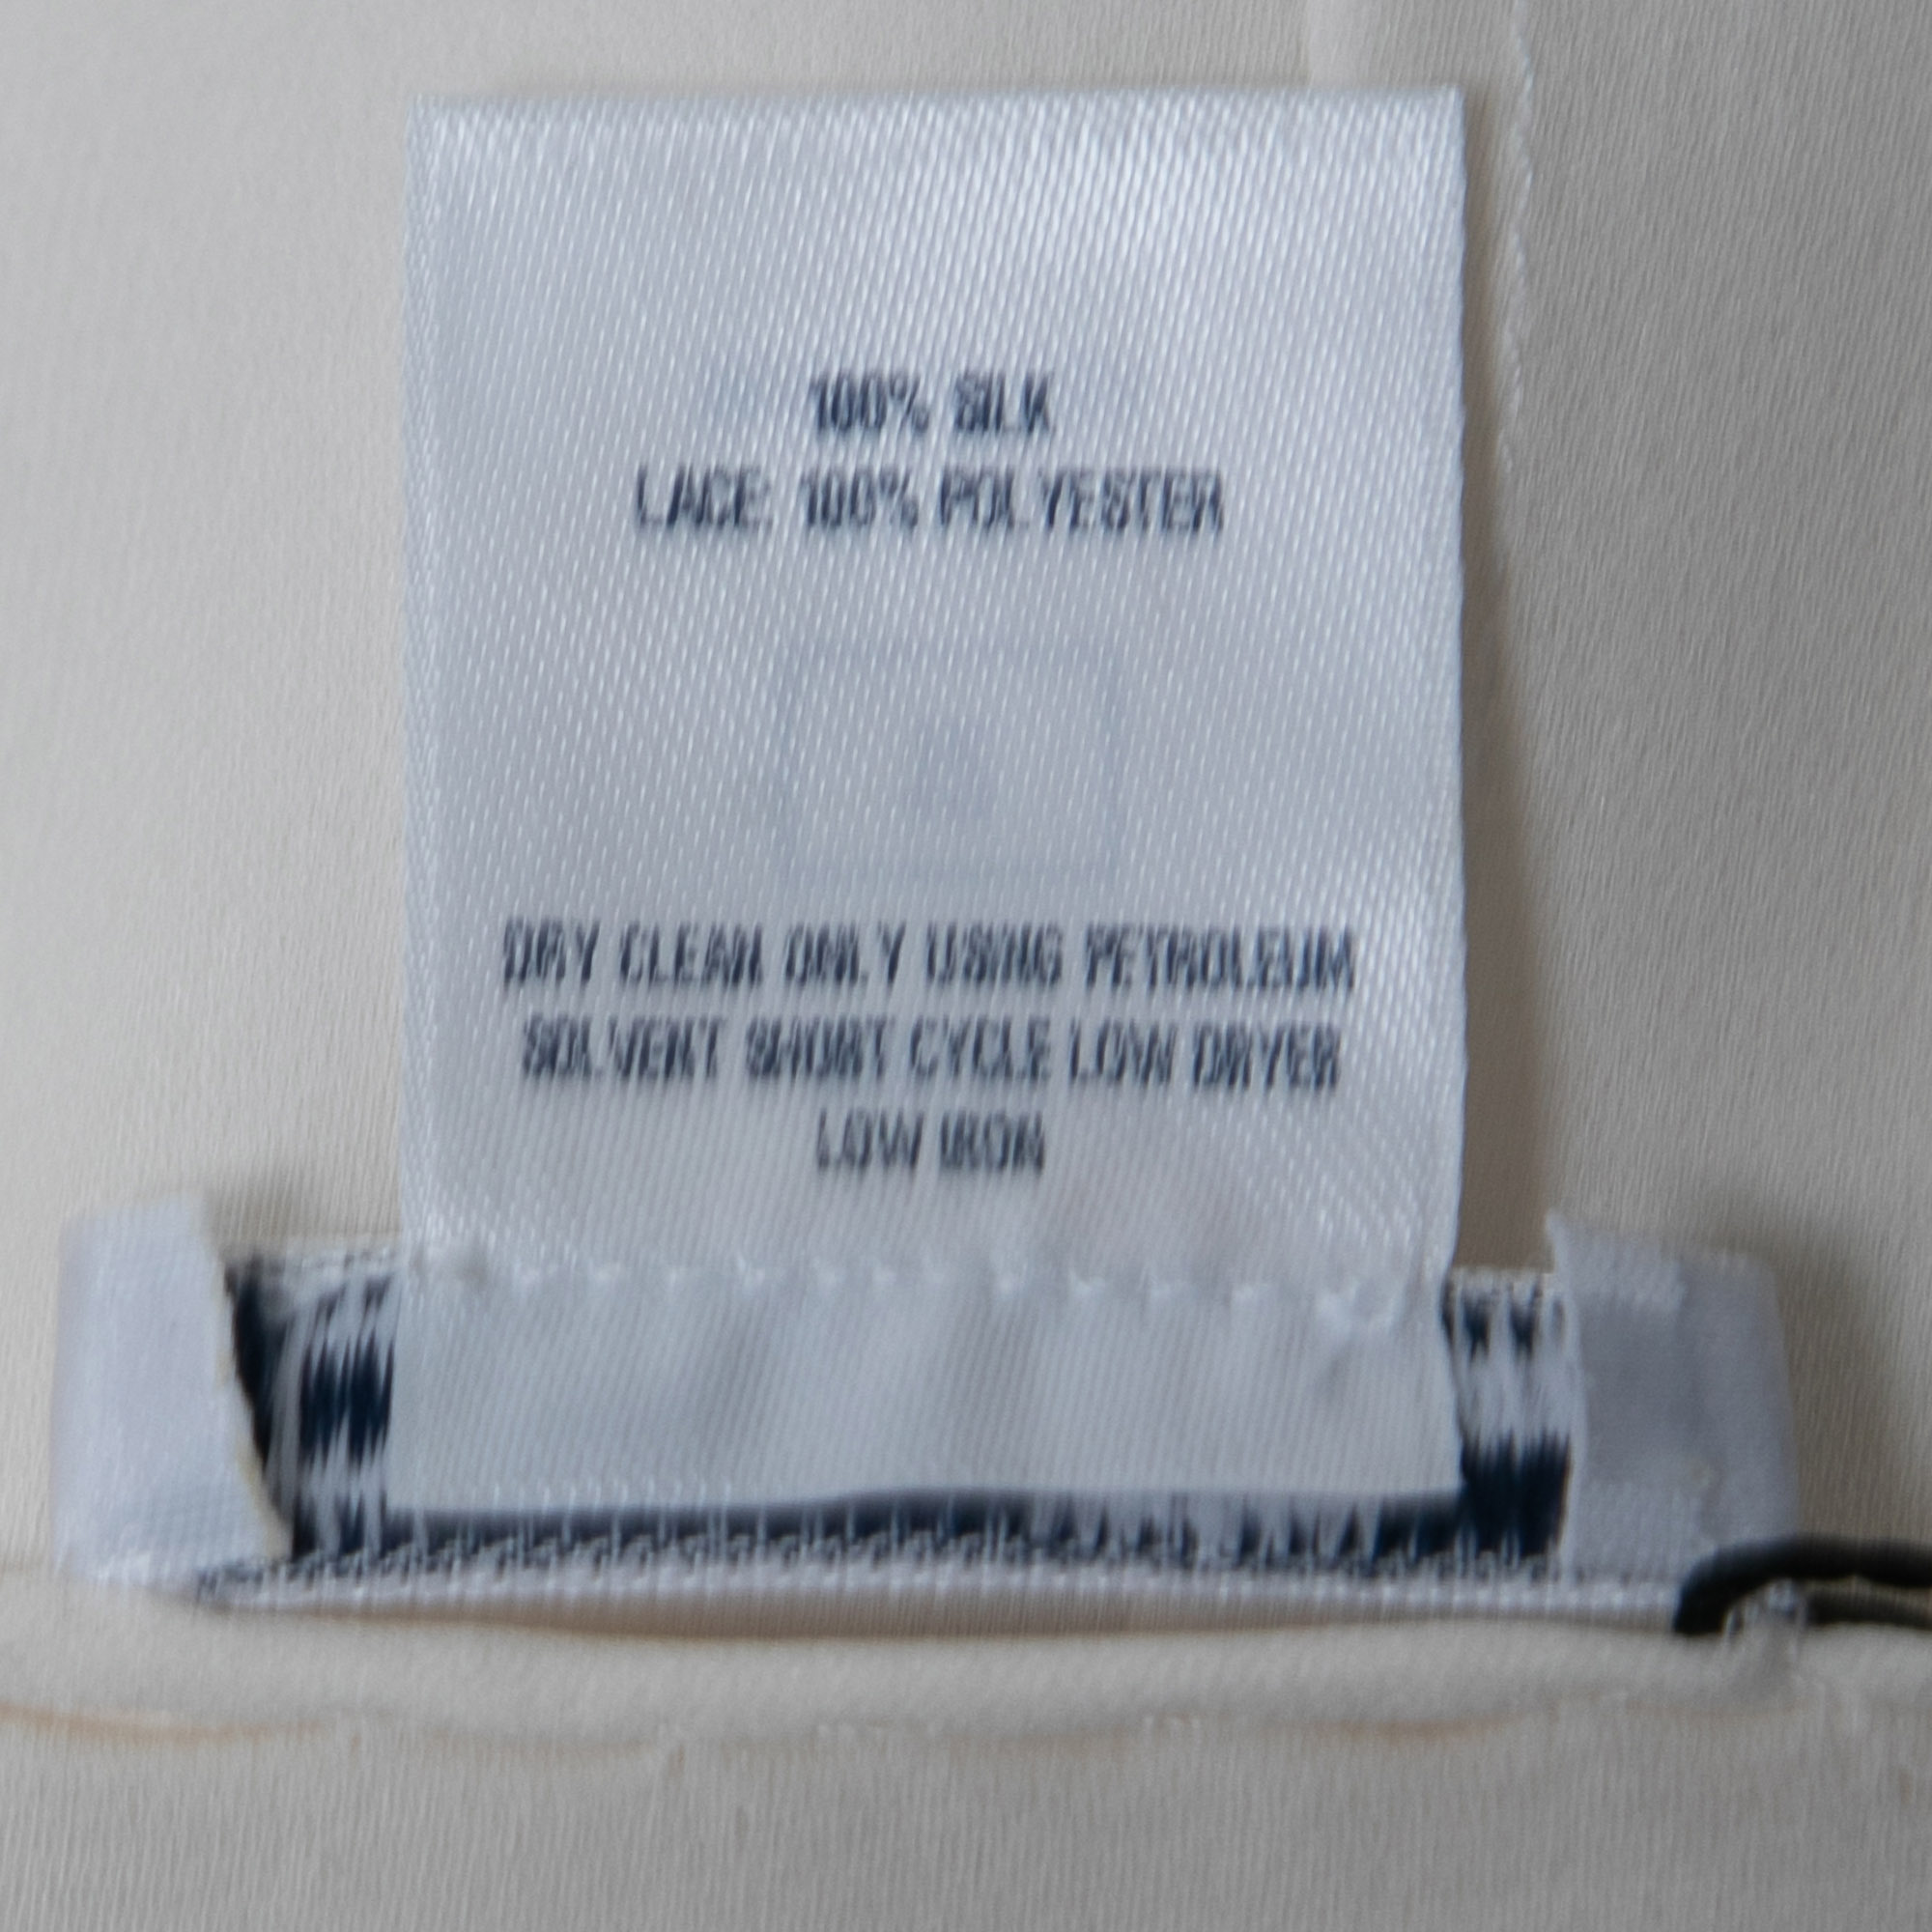 100% SILK
LACE: 100% POLYESTER
DRY CLEAN ONLY USING PETROLEUM
SOLVENT SHORT CYCLE LOW DRYER
LOW IRON